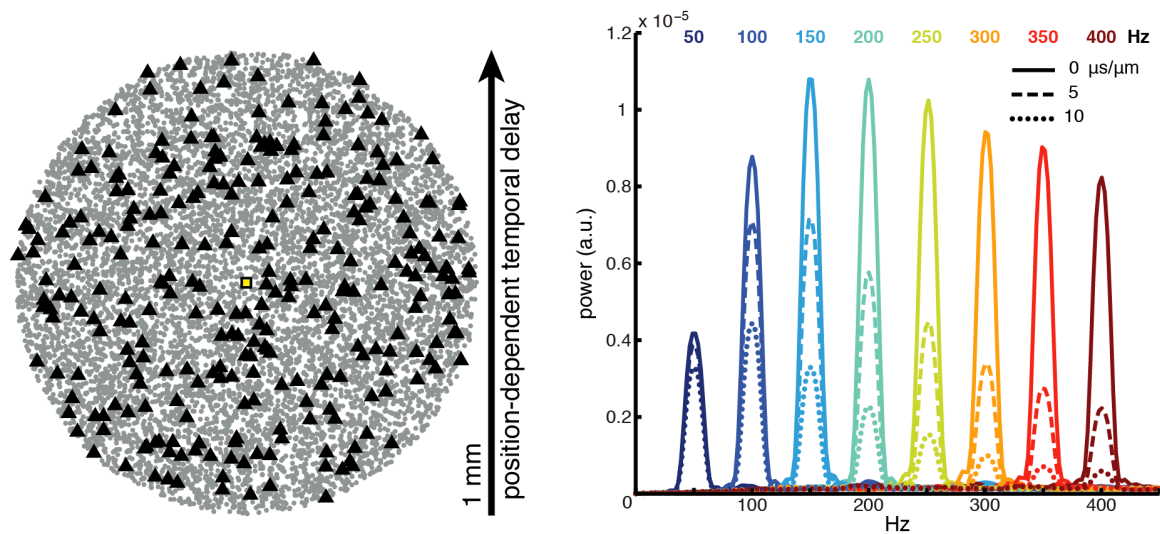 1 mm
position-dependent temporal delay
x 10⁻⁵
50 100 150 200 250 300 350 400 Hz
0 µs/µm
5
10
1.2
1
0.8
0.6
0.4
0.2
0
power (a.u.)
0 100 200 300 400
Hz